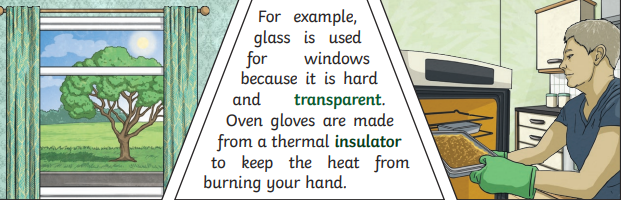 For example,
glass is used
for windows
because it is hard
and transparent.
Oven gloves are made
from a thermal insulator
to keep the heat from
burning your hand.